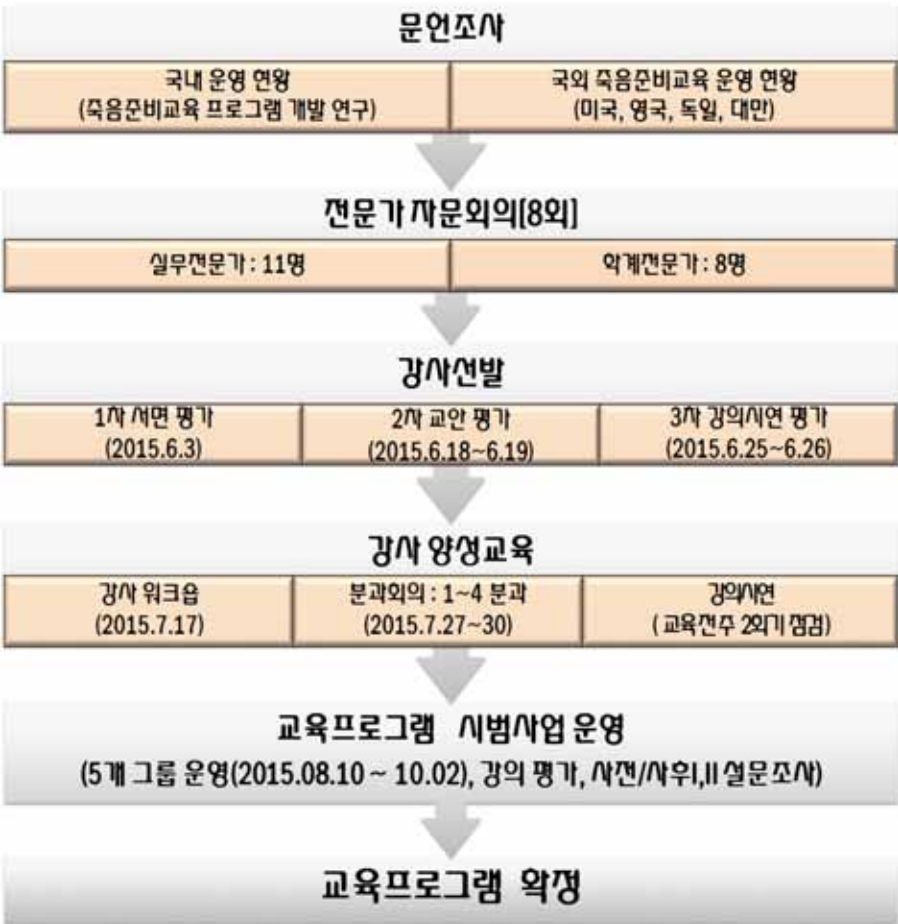 문헌조사
국내 운영 현황
(죽음준비교육 프로그램 개발 연구)
국외 죽음준비교육 운영 현황
(미국, 영국, 독일, 대만)
전문가 자문회의[8회]
실무전문가 : 11명
학계전문가 : 8명
강사선발
1차 서면 평가
(2015.6.3)
2차 교안 평가
(2015.6.18~6.19)
3차 강의시연 평가
(2015.6.25~6.26)
강사 양성교육
강사 워크숍
(2015.7.17)
분과회의 : 1~4 분과
(2015.7.27~30)
강의시연
( 교육전주 2회기 점검)
교육프로그램 시범사업 운영
(5개 그룹 운영(2015.08.10 ~ 10.02), 강의 평가, 사전/사후I,II 설문조사)
교육프로그램 확정